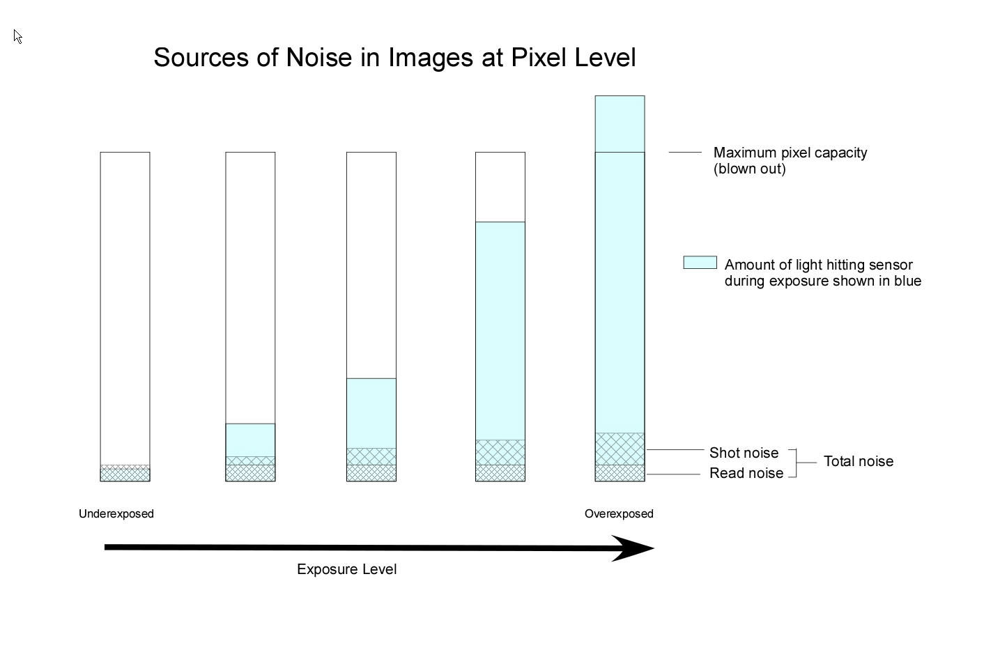 Sources of Noise in Images at Pixel Level
Maximum pixel capacity
(blown out)
Amount of light hitting sensor
during exposure shown in blue
Shot noise
Total noise
Read noise
Underexposed
Overexposed
Exposure Level